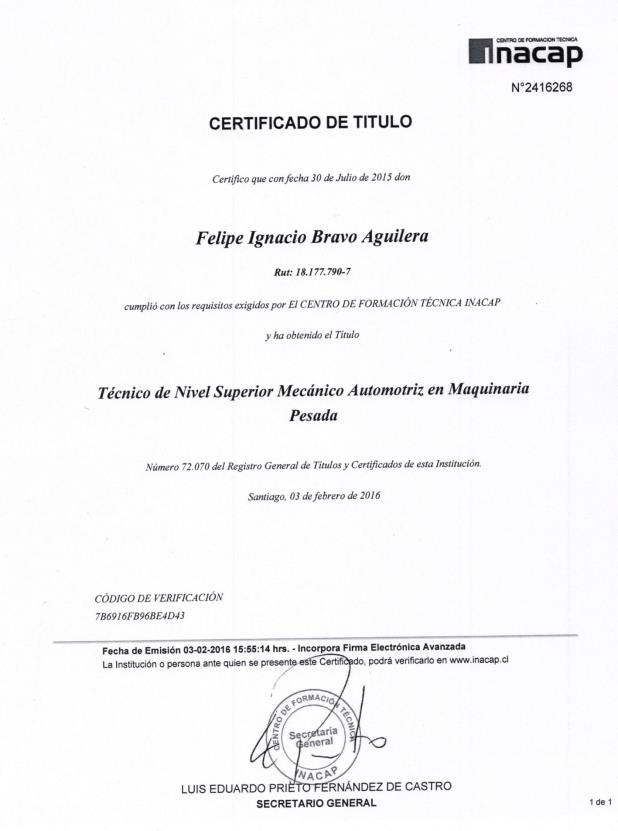 CENTRO DE FORMACION TECNICA
inacap
N°2416268
CERTIFICADO DE TITULO
Certifico que con fecha 30 de Julio de 2015 don
Felipe Ignacio Bravo Aguilera
Rut: 18.177.790-7
cumplió con los requisitos exigidos por El CENTRO DE FORMACIÓN TÉCNICA INACAP
y ha obtenido el Título
Técnico de Nivel Superior Mecánico Automotriz en Maquinaria
Pesada
Número 72.070 del Registro General de Títulos y Certificados de esta Institución.
Santiago, 03 de febrero de 2016
CÓDIGO DE VERIFICACIÓN
7B6916FB96BE4D43
Fecha de Emisión 03-02-2016 15:55:14 hrs. - Incorpora Firma Electrónica Avanzada
La Institución o persona ante quien se presente este Certificado, podrá verificarlo en www.inacap.cl
CENTRO DE FORMACIÓN TÉCNICA
Secretaria
General
INACAP
LUIS EDUARDO PRIETO FERNÁNDEZ DE CASTRO
SECRETARIO GENERAL
1 de 1